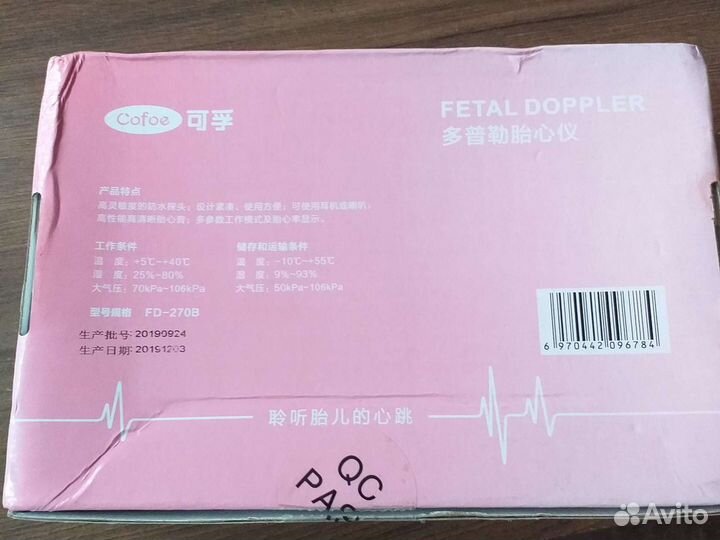 Cofoe 可孚
FETAL DOPPLER
多普勒胎心仪
产品特点
高灵敏度的防水探头；设计紧凑、使用方便；可使用耳机或喇叭，
高性能高清晰胎心音；多参数工作模式及胎心率显示。
工作条件
温 度：+5℃~+40℃
湿 度：25%~80%
大气压：70kPa~106kPa
储存和运输条件
温 度：-10℃~+55℃
湿 度：9%~93%
大气压：50kPa~106kPa
型号规格 FD-270B
生产批号: 20190924
生产日期: 20191203
6 970442 096784
聆听胎儿的心跳
QC
PASS
Avito